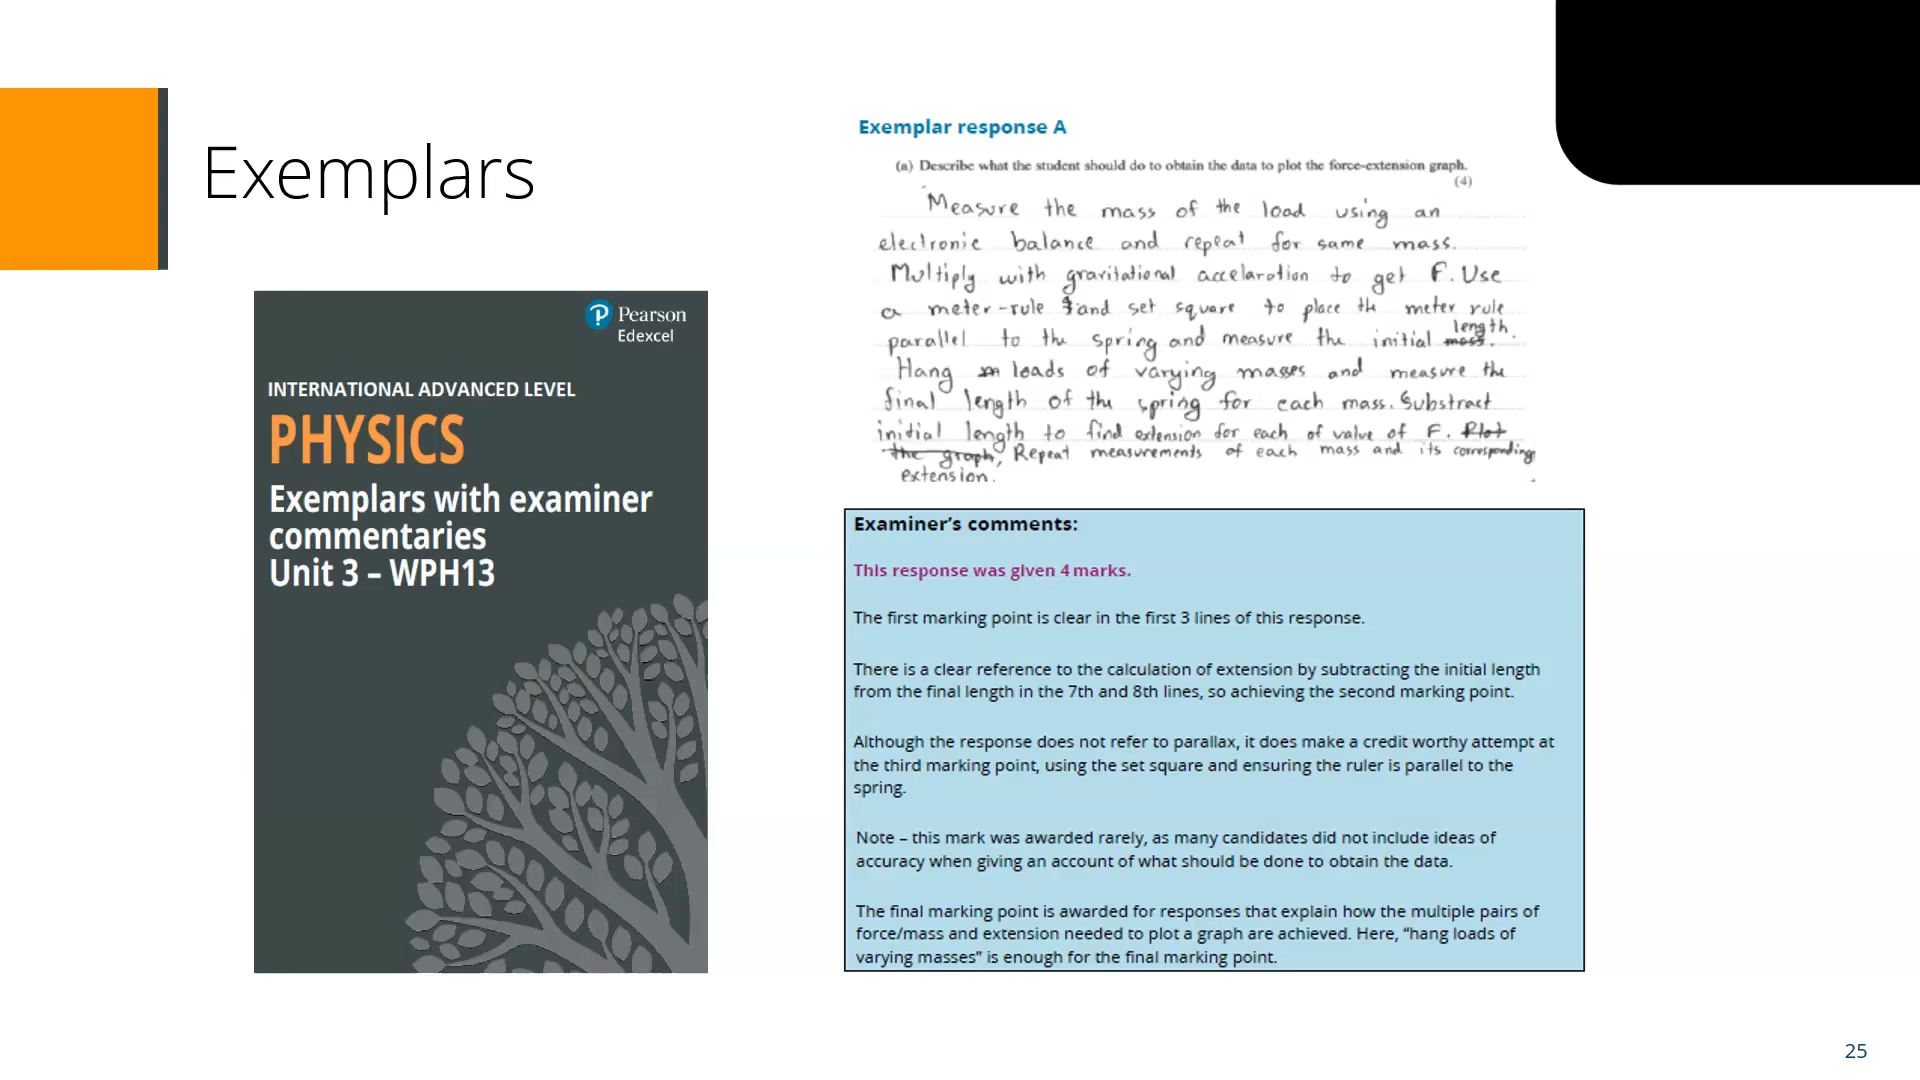 Exemplars
Pearson
Edexcel
INTERNATIONAL ADVANCED LEVEL
PHYSICS
Exemplars with examiner
commentaries
Unit 3 – WPH13
Exemplar response A
(a) Describe what the student should do to obtain the data to plot the force-extension graph.
(4)
Measure the mass of the load using an
electronic balance and repeat for same mass.
Multiply with gravitational accelaration to get F. Use
a meter-rule and set square to place the meter rule
parallel to the spring and measure the initial mass length.
Hang loads of varying masses and measure the
final length of the spring for each mass. Substract
initial length to find extension for each of value of F. Plot
the graph, Repeat measurements of each mass and its corresponding
extension.
Examiner's comments:
This response was given 4 marks.
The first marking point is clear in the first 3 lines of this response.
There is a clear reference to the calculation of extension by subtracting the initial length
from the final length in the 7th and 8th lines, so achieving the second marking point.
Although the response does not refer to parallax, it does make a credit worthy attempt at
the third marking point, using the set square and ensuring the ruler is parallel to the
spring.
Note – this mark was awarded rarely, as many candidates did not include ideas of
accuracy when giving an account of what should be done to obtain the data.
The final marking point is awarded for responses that explain how the multiple pairs of
force/mass and extension needed to plot a graph are achieved. Here, "hang loads of
varying masses" is enough for the final marking point.
25